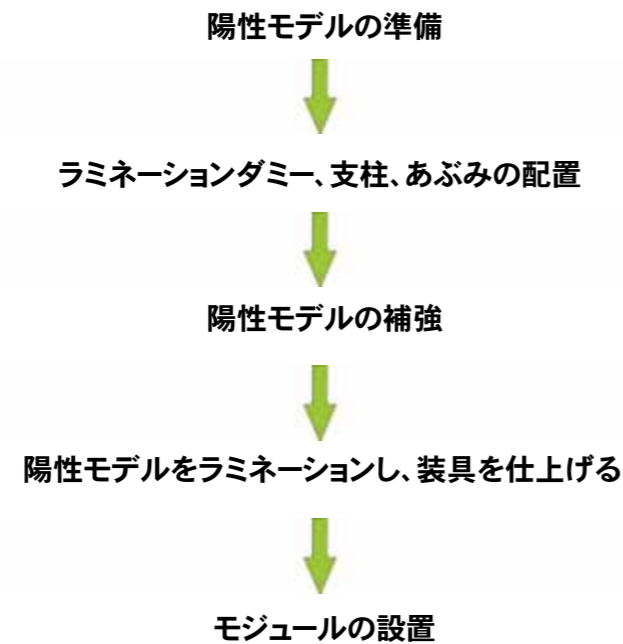 陽性モデルの準備
ラミネーションダミー、支柱、あぶみの配置
陽性モデルの補強
陽性モデルをラミネーションし、装具を仕上げる
モジュールの設置